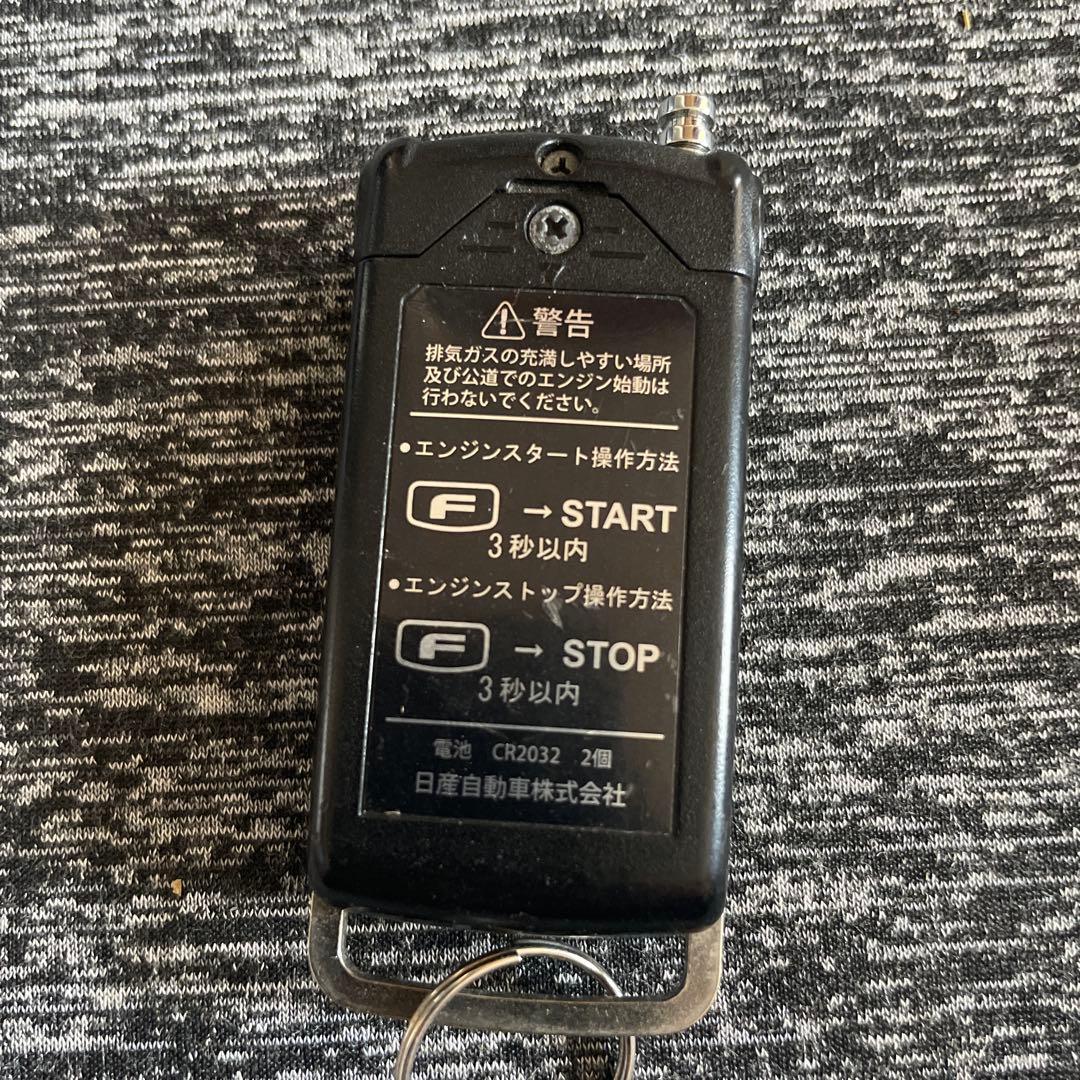 警告
排気ガスの充満しやすい場所
及び公道でのエンジン始動は
行わないでください。
●エンジンスタート操作方法
F → START
3秒以内
●エンジンストップ操作方法
F → STOP
3秒以内
電池 CR2032 2個
日産自動車株式会社